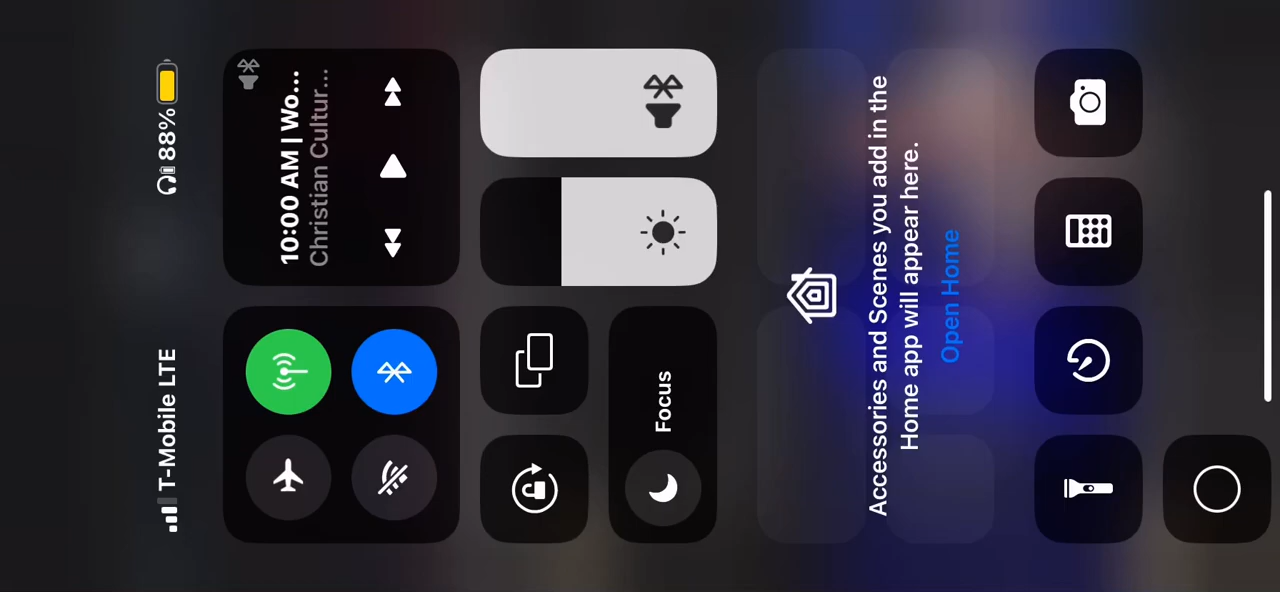 T-Mobile LTE
88%
10:00 AM | Wo...
Christian Cultur...
Focus
Accessories and Scenes you add in the
Home app will appear here.
Open Home